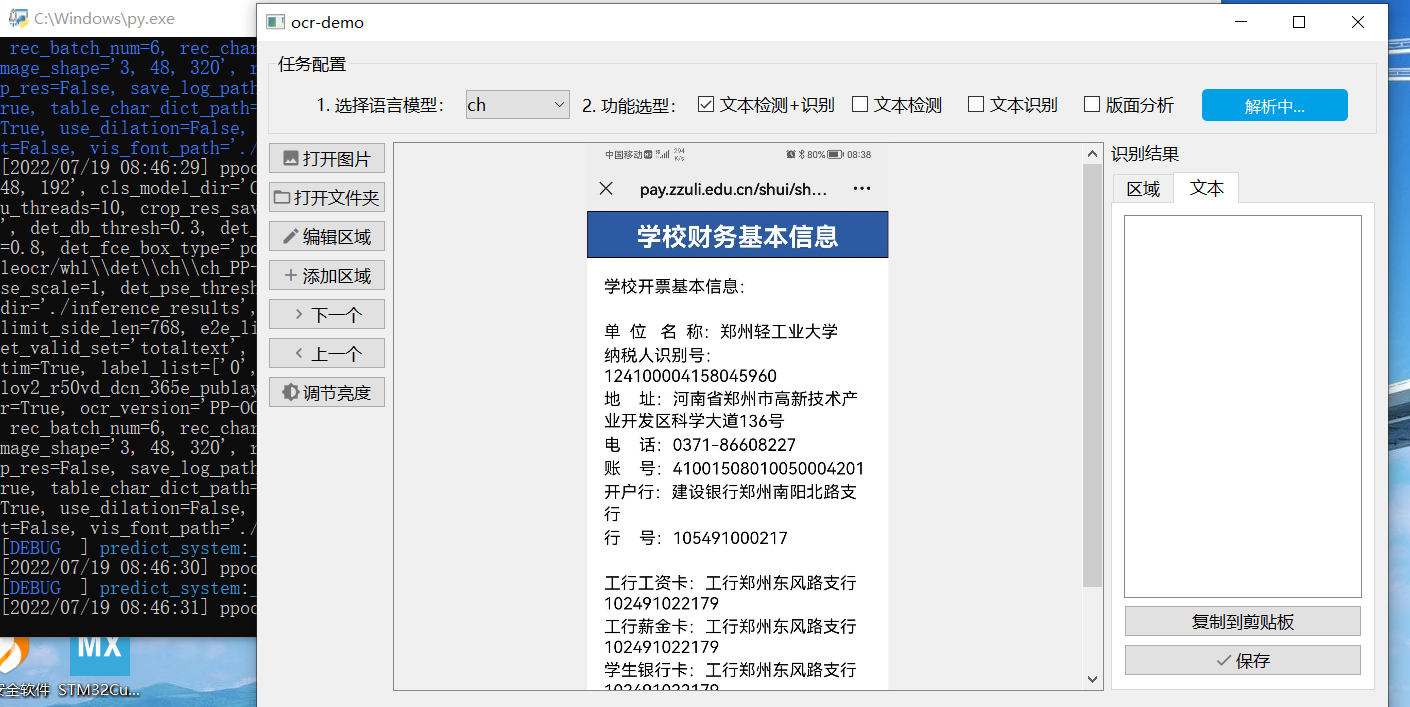 C:\Windows\py.exe
rec_batch_num=6, rec_char
mage_shape='3, 48, 320', r
p_res=False, save_log_path
rue, table_char_dict_path=
True, use_dilation=False,
t=False, vis_font_path='./
[2022/07/19 08:46:29] ppoc
48, 192', cls_model_dir='C
u_threads=10, crop_res_sav
', det_db_thresh=0.3, det_
=0.8, det_fce_box_type='po
leocr/whl\\det\\ch\\ch_PP-
se_scale=1, det_pse_thresh
dir='./inference_results',
limit_side_len=768, e2e_li
et_valid_set='totaltext',
tim=True, label_list=['0',
lov2_r50vd_dcn_365e_publay
r=True, ocr_version='PP-OC
rec_batch_num=6, rec_char
mage_shape='3, 48, 320', r
p_res=False, save_log_path
rue, table_char_dict_path=
True, use_dilation=False,
t=False, vis_font_path='./
[DEBUG  ] predict_system:
[2022/07/19 08:46:30] ppoc
[DEBUG  ] predict_system:
[2022/07/19 08:46:31] ppoc
MX
安全软件
STM32Cu...
ocr-demo
任务配置
1. 选择语言模型： ch 2. 功能选型： 文本检测+识别 文本检测 文本识别 版面分析 解析中...
打开图片
打开文件夹
编辑区域
添加区域
下一个
上一个
调节亮度
中国移动 HD 5G 294 K/s 80% 08:38
pay.zzuli.edu.cn/shui/sh... ···
学校财务基本信息
学校开票基本信息：
单 位 名 称：郑州轻工业大学
纳税人识别号：
124100004158045960
地 址：河南省郑州市高新技术产
业开发区科学大道136号
电 话：0371-86608227
账 号：41001508010050004201
开户行：建设银行郑州南阳北路支
行
行 号：105491000217
工行工资卡：工行郑州东风路支行
102491022179
工行薪金卡：工行郑州东风路支行
102491022179
学生银行卡：工行郑州东风路支行
102491022179
识别结果
区域 文本
复制到剪贴板
保存